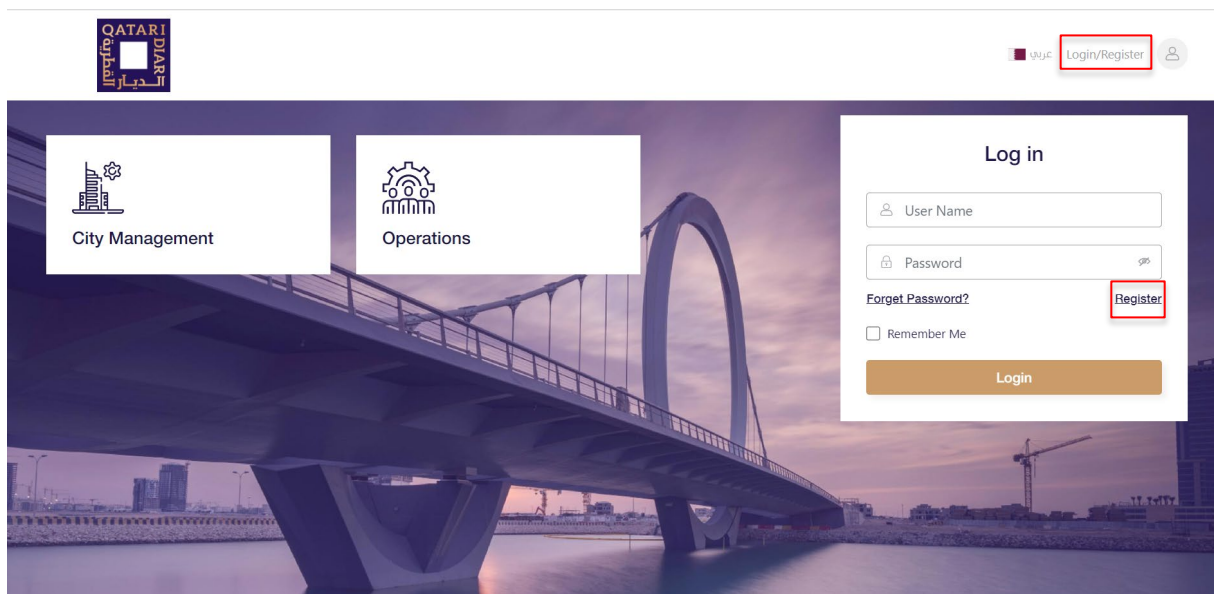 QATARI
DIAR
الديار القطرية
عربي
Login/Register
City Management
Operations
Log in
User Name
Password
Forget Password?
Register
Remember Me
Login